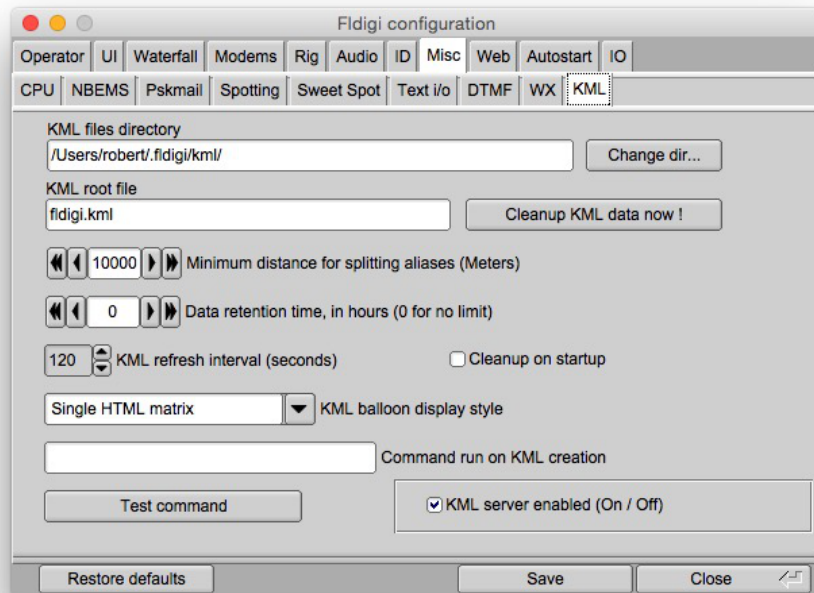 Fldigi configuration
Operator UI Waterfall Modems Rig Audio ID Misc Web Autostart IO
CPU NBEMS Pskmail Spotting Sweet Spot Text i/o DTMF WX KML
KML files directory
/Users/robert/.fldigi/kml/ Change dir...
KML root file
fldigi.kml Cleanup KML data now !
10000 Minimum distance for splitting aliases (Meters)
0 Data retention time, in hours (0 for no limit)
120 KML refresh interval (seconds) Cleanup on startup
Single HTML matrix KML balloon display style
Command run on KML creation
Test command KML server enabled (On / Off)
Restore defaults Save Close